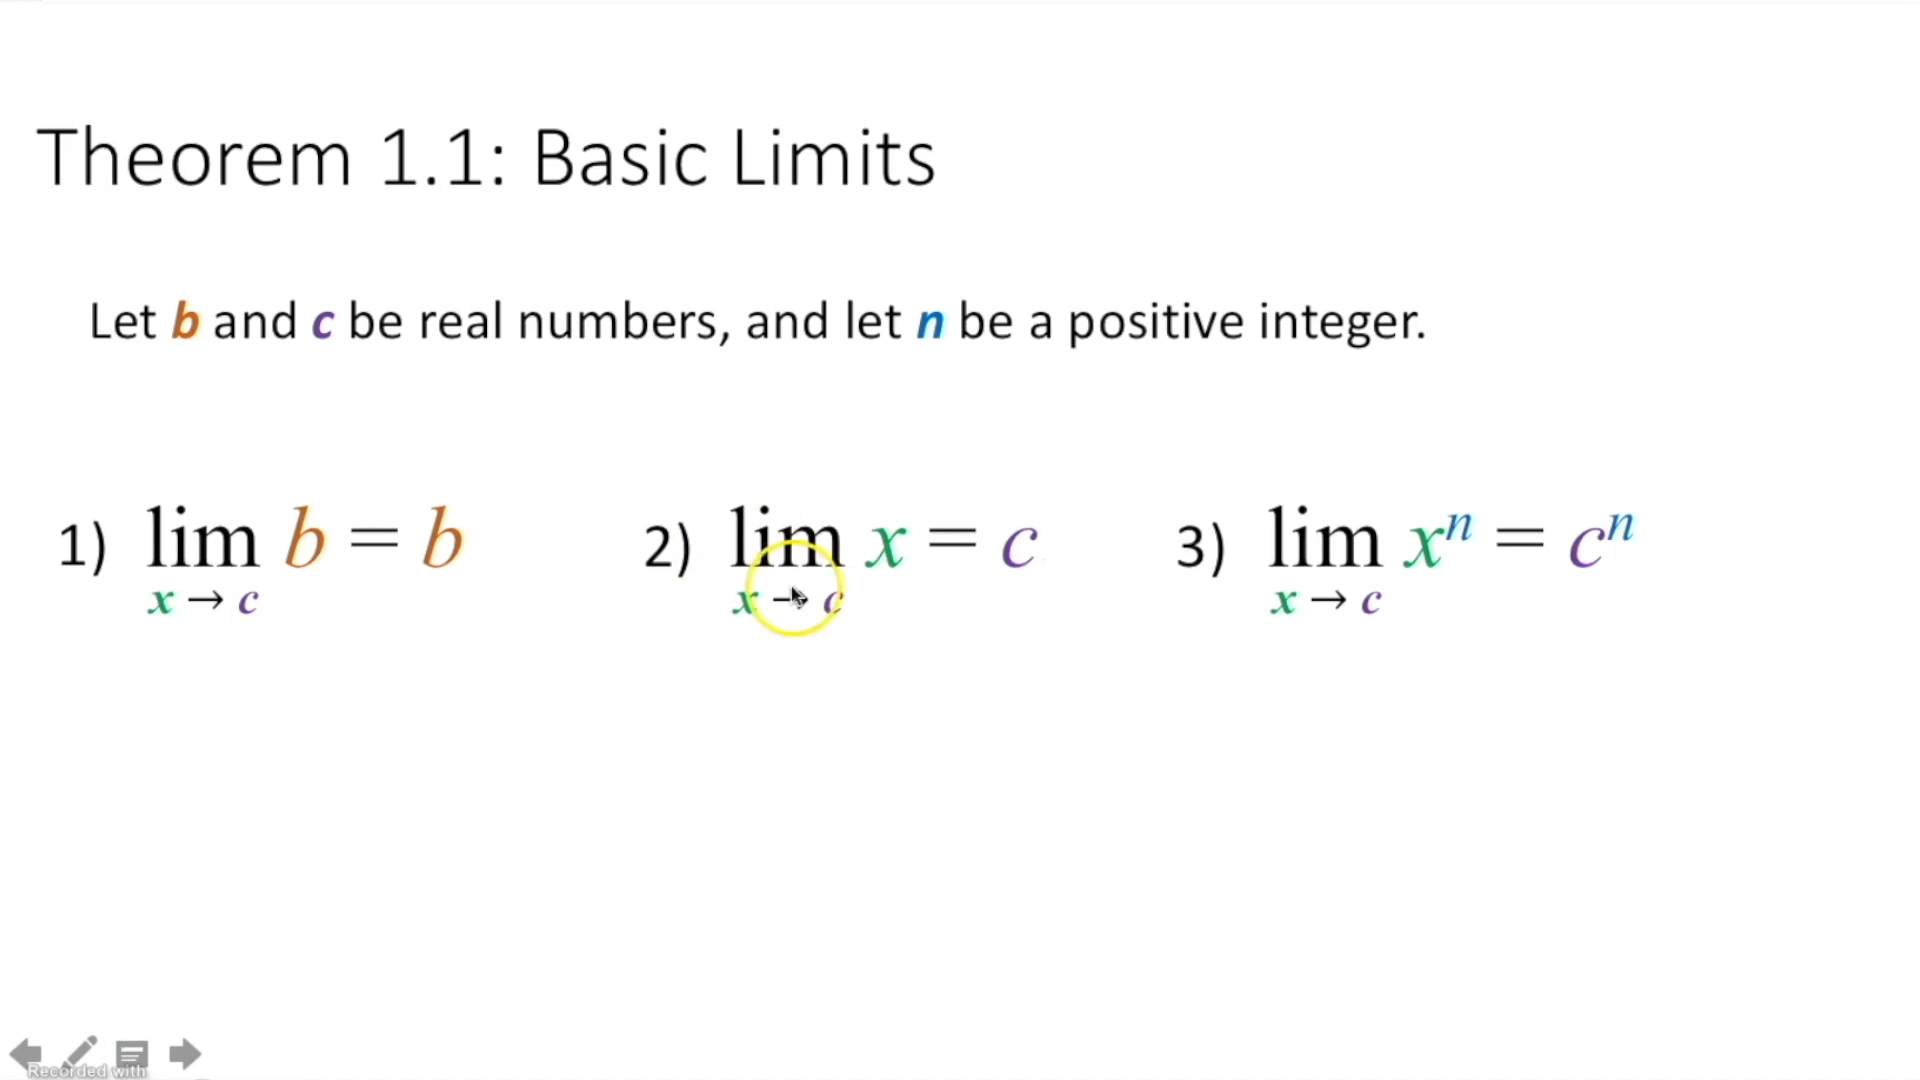 Theorem 1.1: Basic Limits
Let b and c be real numbers, and let n be a positive integer.
1) lim b = b 2) lim x = c 3) lim xⁿ = cⁿ
x → c x → c x → c
Recorded with